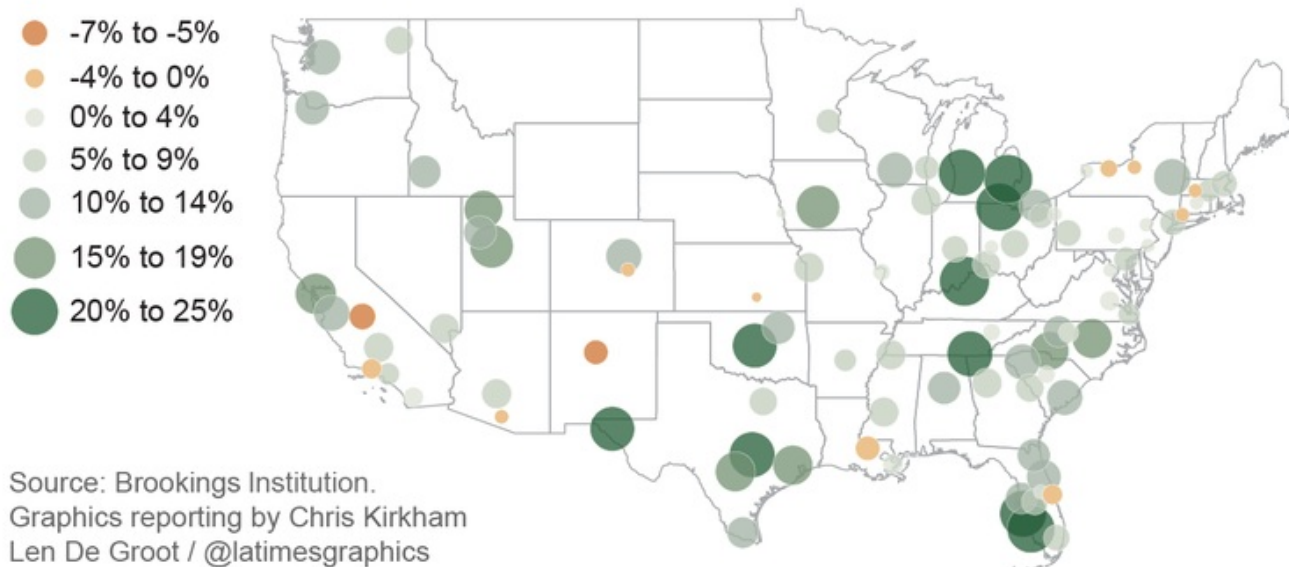 -7% to -5%
-4% to 0%
0% to 4%
5% to 9%
10% to 14%
15% to 19%
20% to 25%
Source: Brookings Institution.
Graphics reporting by Chris Kirkham
Len De Groot / @latimesgraphics